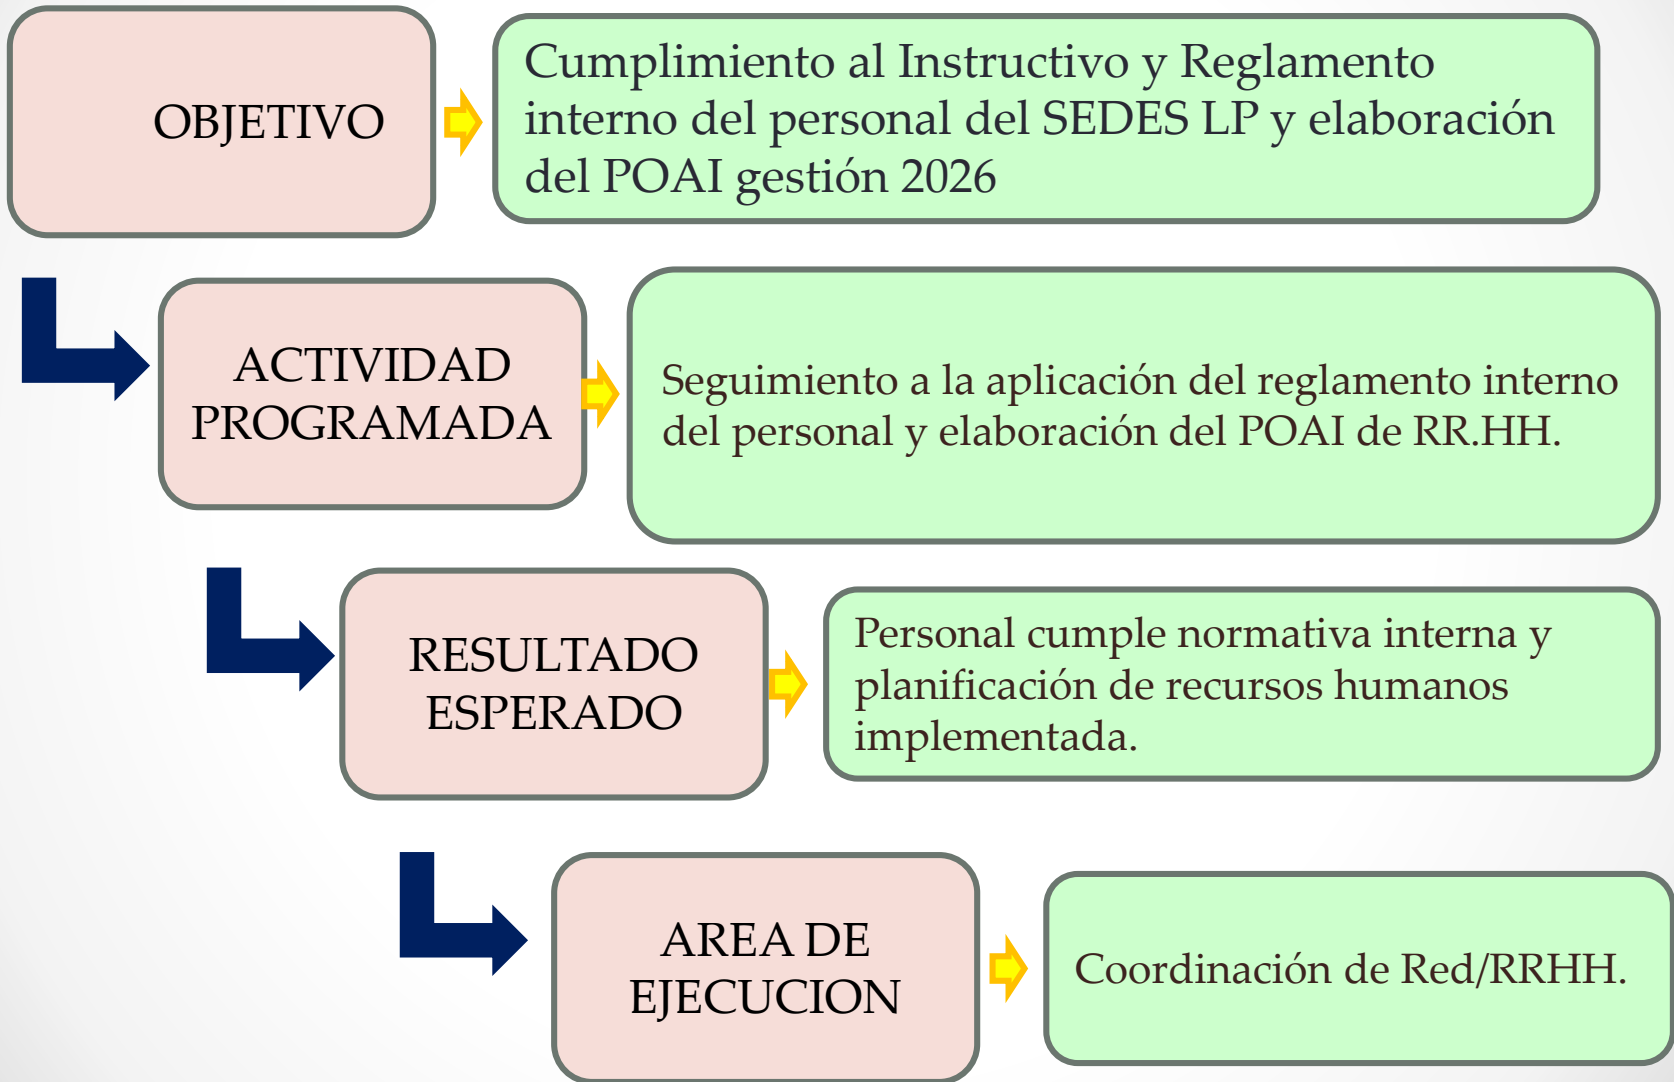 OBJETIVO
Cumplimiento al Instructivo y Reglamento
interno del personal del SEDES LP y elaboración
del POAI gestión 2026
ACTIVIDAD
PROGRAMADA
Seguimiento a la aplicación del reglamento interno
del personal y elaboración del POAI de RR.HH.
RESULTADO
ESPERADO
Personal cumple normativa interna y
planificación de recursos humanos
implementada.
AREA DE
EJECUCION
Coordinación de Red/RRHH.